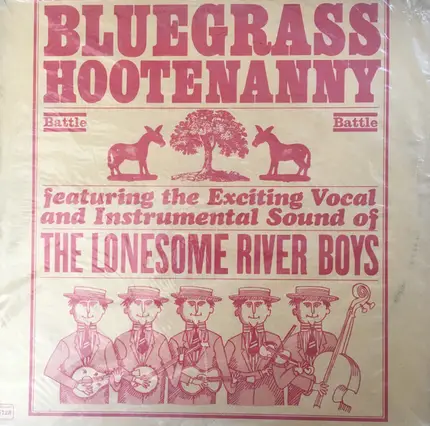 BLUEGRASS
HOOTENANNY
Battle Battle
featuring the Exciting Vocal
and Instrumental Sound of
THE LONESOME RIVER BOYS